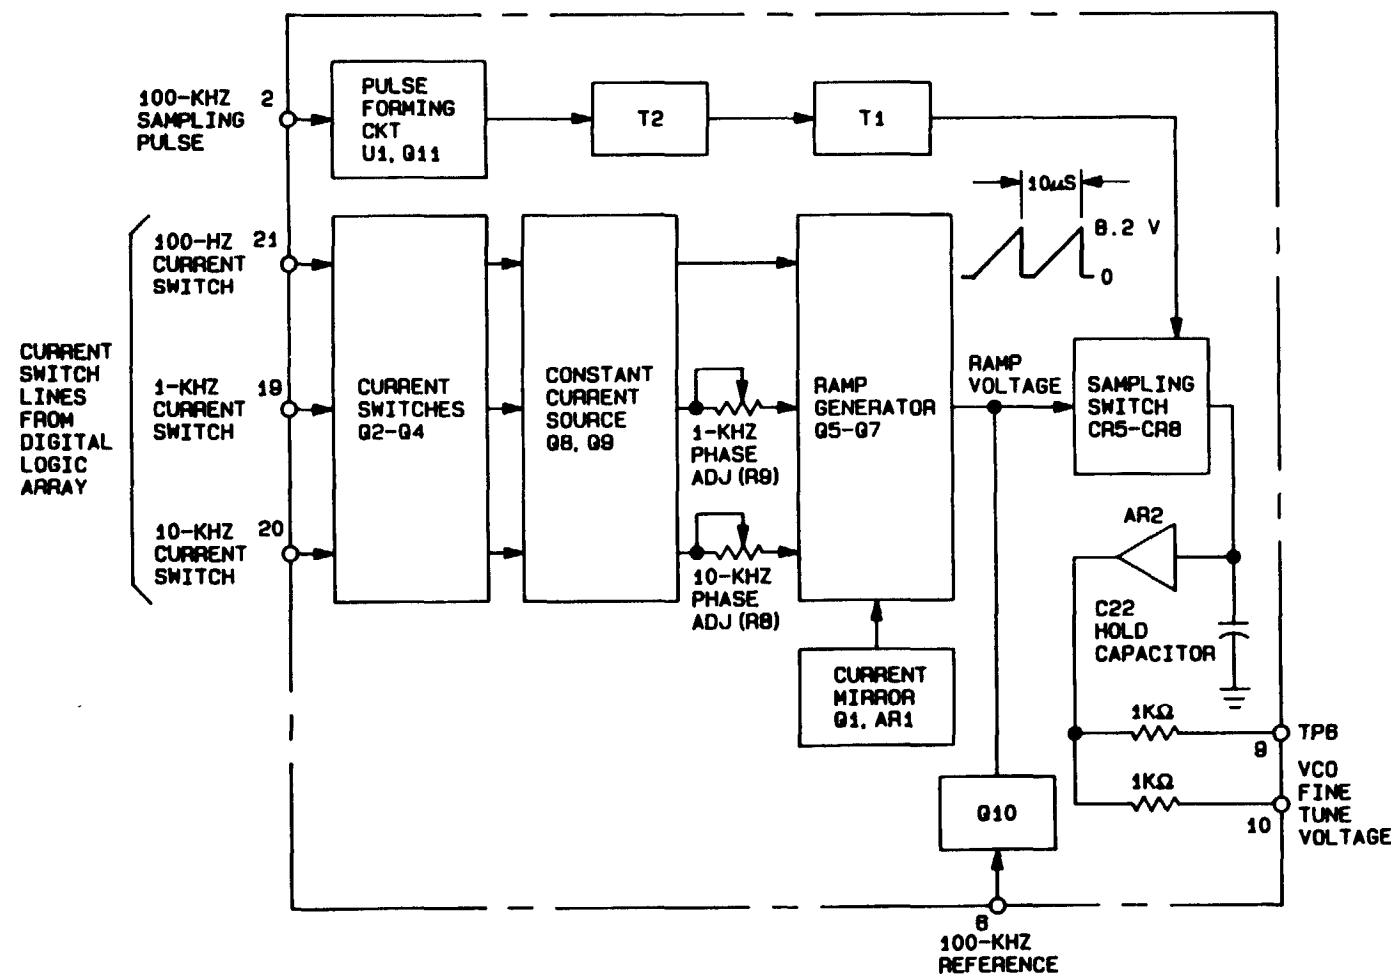 100-KHZ
SAMPLING
PULSE
2
PULSE
FORMING
CKT
U1, Q11
T2
T1
10µS
8.2 V
0
CURRENT
SWITCH
LINES
FROM
DIGITAL
LOGIC
ARRAY
100-HZ
CURRENT
SWITCH
21
1-KHZ
CURRENT
SWITCH
19
10-KHZ
CURRENT
SWITCH
20
CURRENT
SWITCHES
Q2-Q4
CONSTANT
CURRENT
SOURCE
Q8, Q9
1-KHZ
PHASE
ADJ (R9)
10-KHZ
PHASE
ADJ (R8)
RAMP
GENERATOR
Q5-Q7
RAMP
VOLTAGE
SAMPLING
SWITCH
CR5-CR8
CURRENT
MIRROR
Q1, AR1
AR2
C22
HOLD
CAPACITOR
1KΩ
9
TP6
1KΩ
10
VCO
FINE
TUNE
VOLTAGE
Q10
6
100-KHZ
REFERENCE